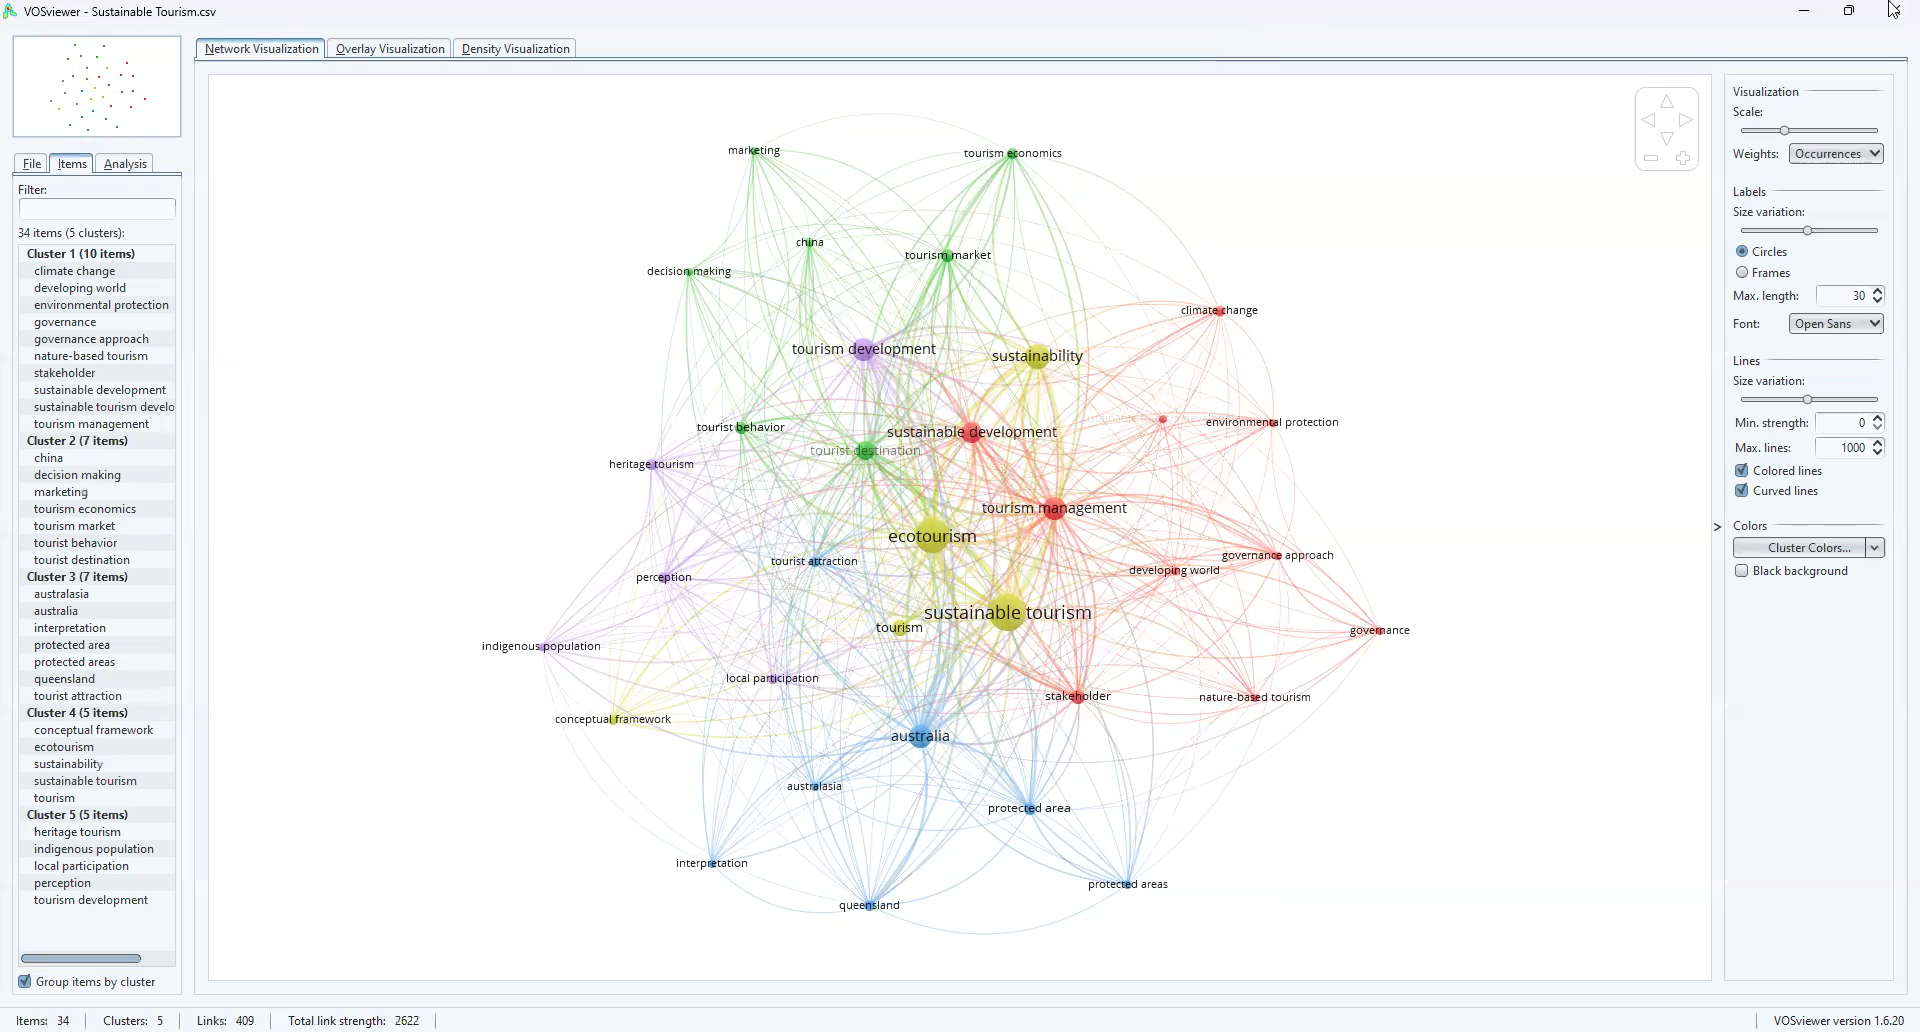 VOSviewer - Sustainable Tourism.csv
Network Visualization
Overlay Visualization
Density Visualization
File
Items
Analysis
Filter:
34 items (5 clusters):
Cluster 1 (10 items)
climate change
developing world
environmental protection
governance
governance approach
nature-based tourism
stakeholder
sustainable development
sustainable tourism develo
tourism management
Cluster 2 (7 items)
china
decision making
marketing
tourism economics
tourism market
tourist behavior
tourist destination
Cluster 3 (7 items)
australasia
australia
interpretation
protected area
protected areas
queensland
tourist attraction
Cluster 4 (5 items)
conceptual framework
ecotourism
sustainability
sustainable tourism
tourism
Cluster 5 (5 items)
heritage tourism
indigenous population
local participation
perception
tourism development
Group items by cluster
marketing
tourism economics
china
tourism market
decision making
climate change
tourism development
sustainability
environmental protection
tourist behavior
sustainable development
tourist destination
heritage tourism
tourism management
ecotourism
governance approach
tourist attraction
developing world
perception
sustainable tourism
tourism
governance
indigenous population
local participation
stakeholder
nature-based tourism
conceptual framework
australia
australasia
protected area
interpretation
protected areas
queensland
Visualization
Scale:
Weights: Occurrences
Labels
Size variation:
Circles
Frames
Max. length: 30
Font: Open Sans
Lines
Size variation:
Min. strength: 0
Max. lines: 1000
Colored lines
Curved lines
>
Colors
Cluster Colors...
Black background
Items: 34
Clusters: 5
Links: 409
Total link strength: 2622
VOSviewer version 1.6.20